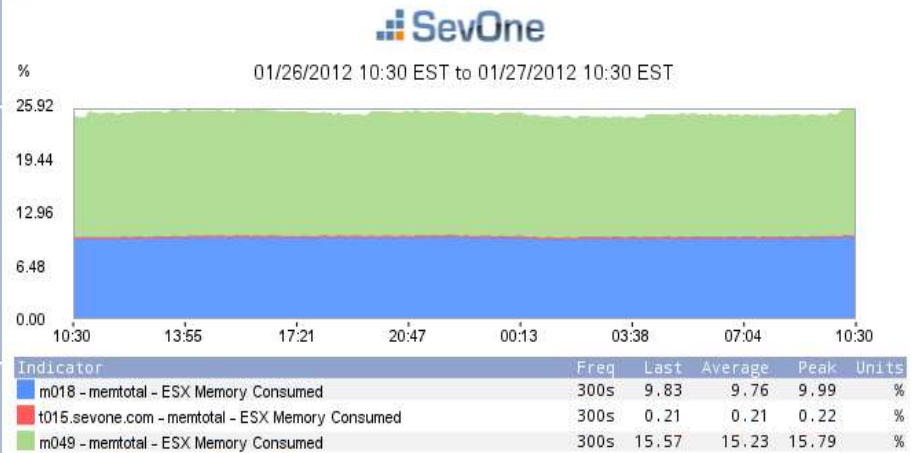 SevOne
% 01/26/2012 10:30 EST to 01/27/2012 10:30 EST
25.92
19.44
12.96
6.48
0.00
10:30 13:55 17:21 20:47 00:13 03:38 07:04 10:30
Indicator Freq Last Average Peak Units
m018 - memtotal - ESX Memory Consumed 300s 9.83 9.76 9.99 %
t015.sevone.com - memtotal - ESX Memory Consumed 300s 0.21 0.21 0.22 %
m049 - memtotal - ESX Memory Consumed 300s 15.57 15.23 15.79 %